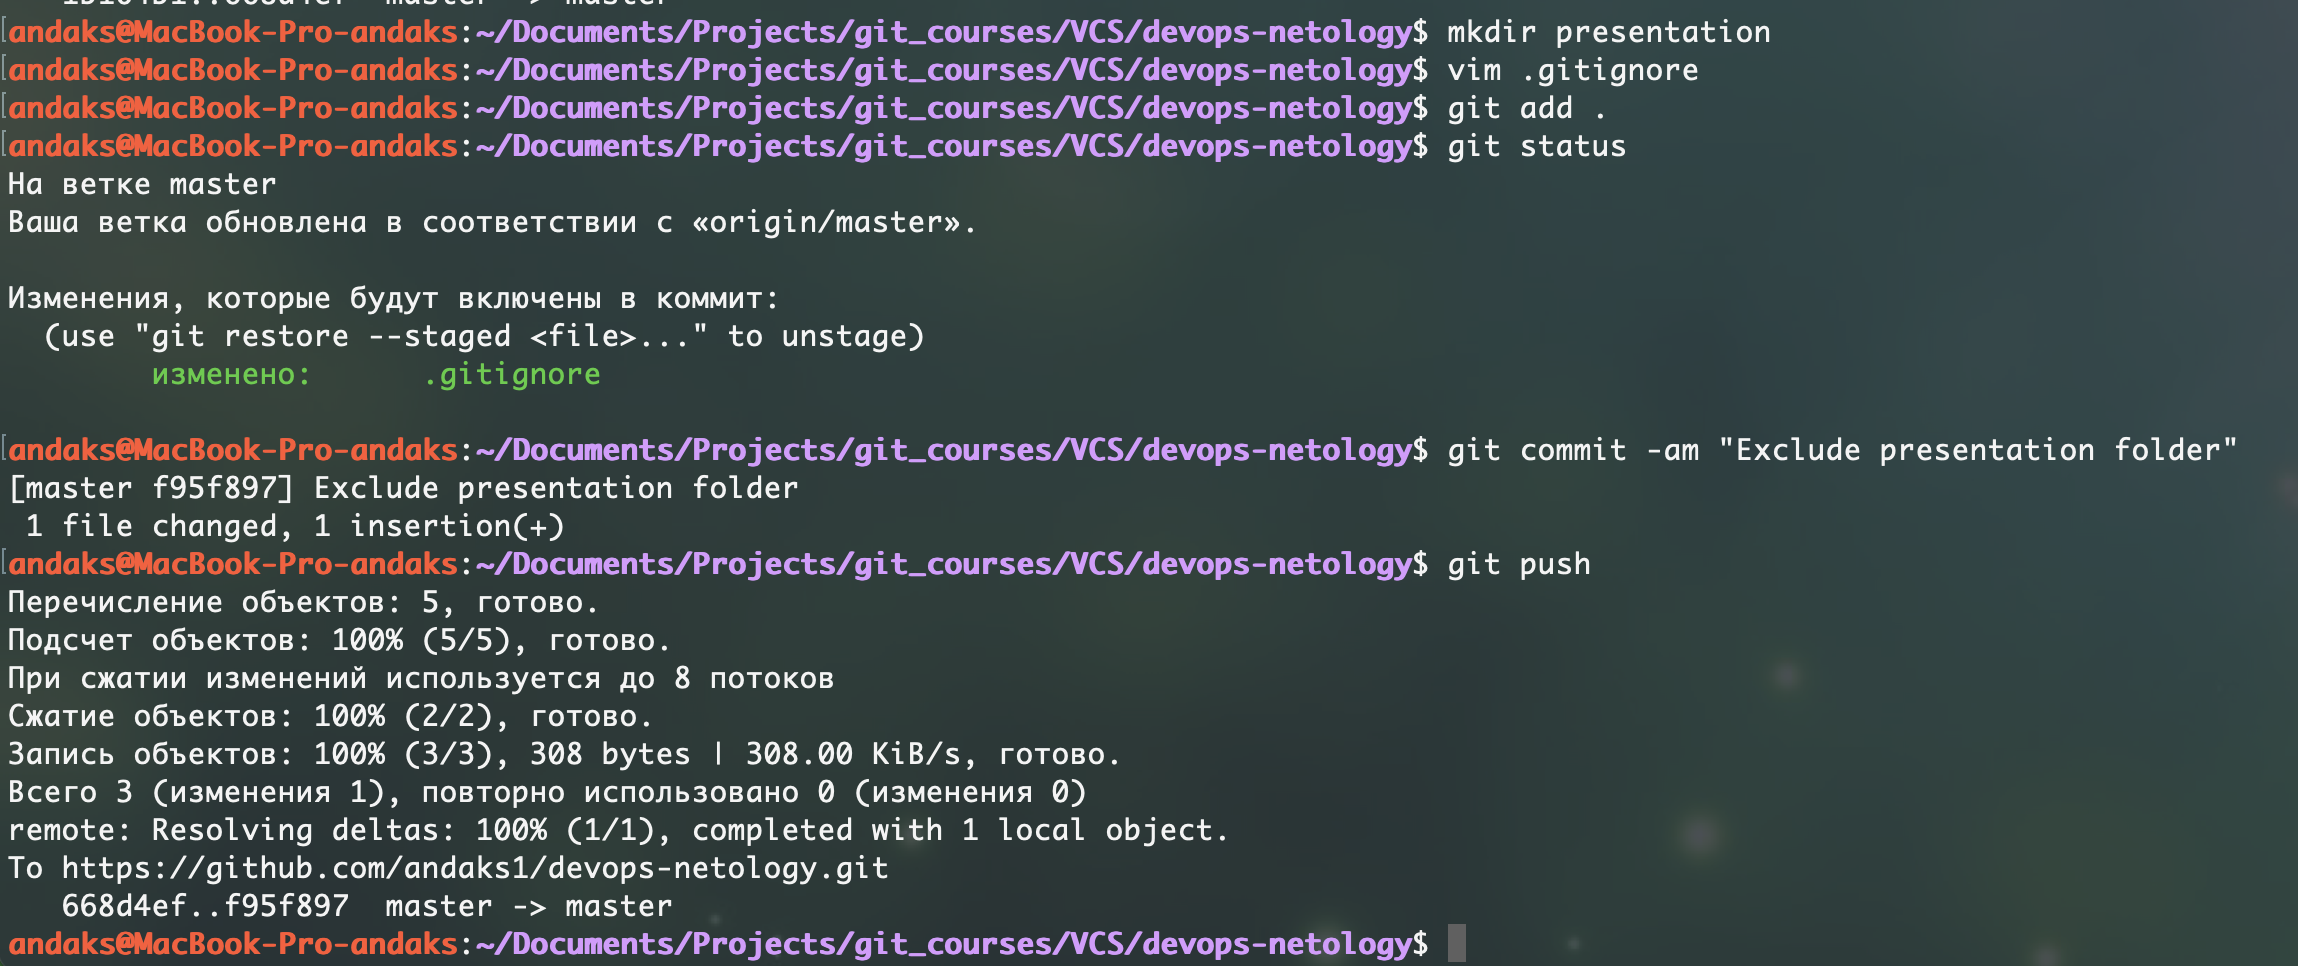 andaks@MacBook-Pro-andaks:~/Documents/Projects/git_courses/VCS/devops-netology$ mkdir presentation
andaks@MacBook-Pro-andaks:~/Documents/Projects/git_courses/VCS/devops-netology$ vim .gitignore
andaks@MacBook-Pro-andaks:~/Documents/Projects/git_courses/VCS/devops-netology$ git add .
andaks@MacBook-Pro-andaks:~/Documents/Projects/git_courses/VCS/devops-netology$ git status
На ветке master
Ваша ветка обновлена в соответствии с «origin/master».

Изменения, которые будут включены в коммит:
  (use "git restore --staged <file>..." to unstage)
        изменено:      .gitignore

andaks@MacBook-Pro-andaks:~/Documents/Projects/git_courses/VCS/devops-netology$ git commit -am "Exclude presentation folder"
[master f95f897] Exclude presentation folder
 1 file changed, 1 insertion(+)
andaks@MacBook-Pro-andaks:~/Documents/Projects/git_courses/VCS/devops-netology$ git push
Перечисление объектов: 5, готово.
Подсчет объектов: 100% (5/5), готово.
При сжатии изменений используется до 8 потоков
Сжатие объектов: 100% (2/2), готово.
Запись объектов: 100% (3/3), 308 bytes | 308.00 KiB/s, готово.
Всего 3 (изменения 1), повторно использовано 0 (изменения 0)
remote: Resolving deltas: 100% (1/1), completed with 1 local object.
To https://github.com/andaks1/devops-netology.git
   668d4ef..f95f897  master -> master
andaks@MacBook-Pro-andaks:~/Documents/Projects/git_courses/VCS/devops-netology$